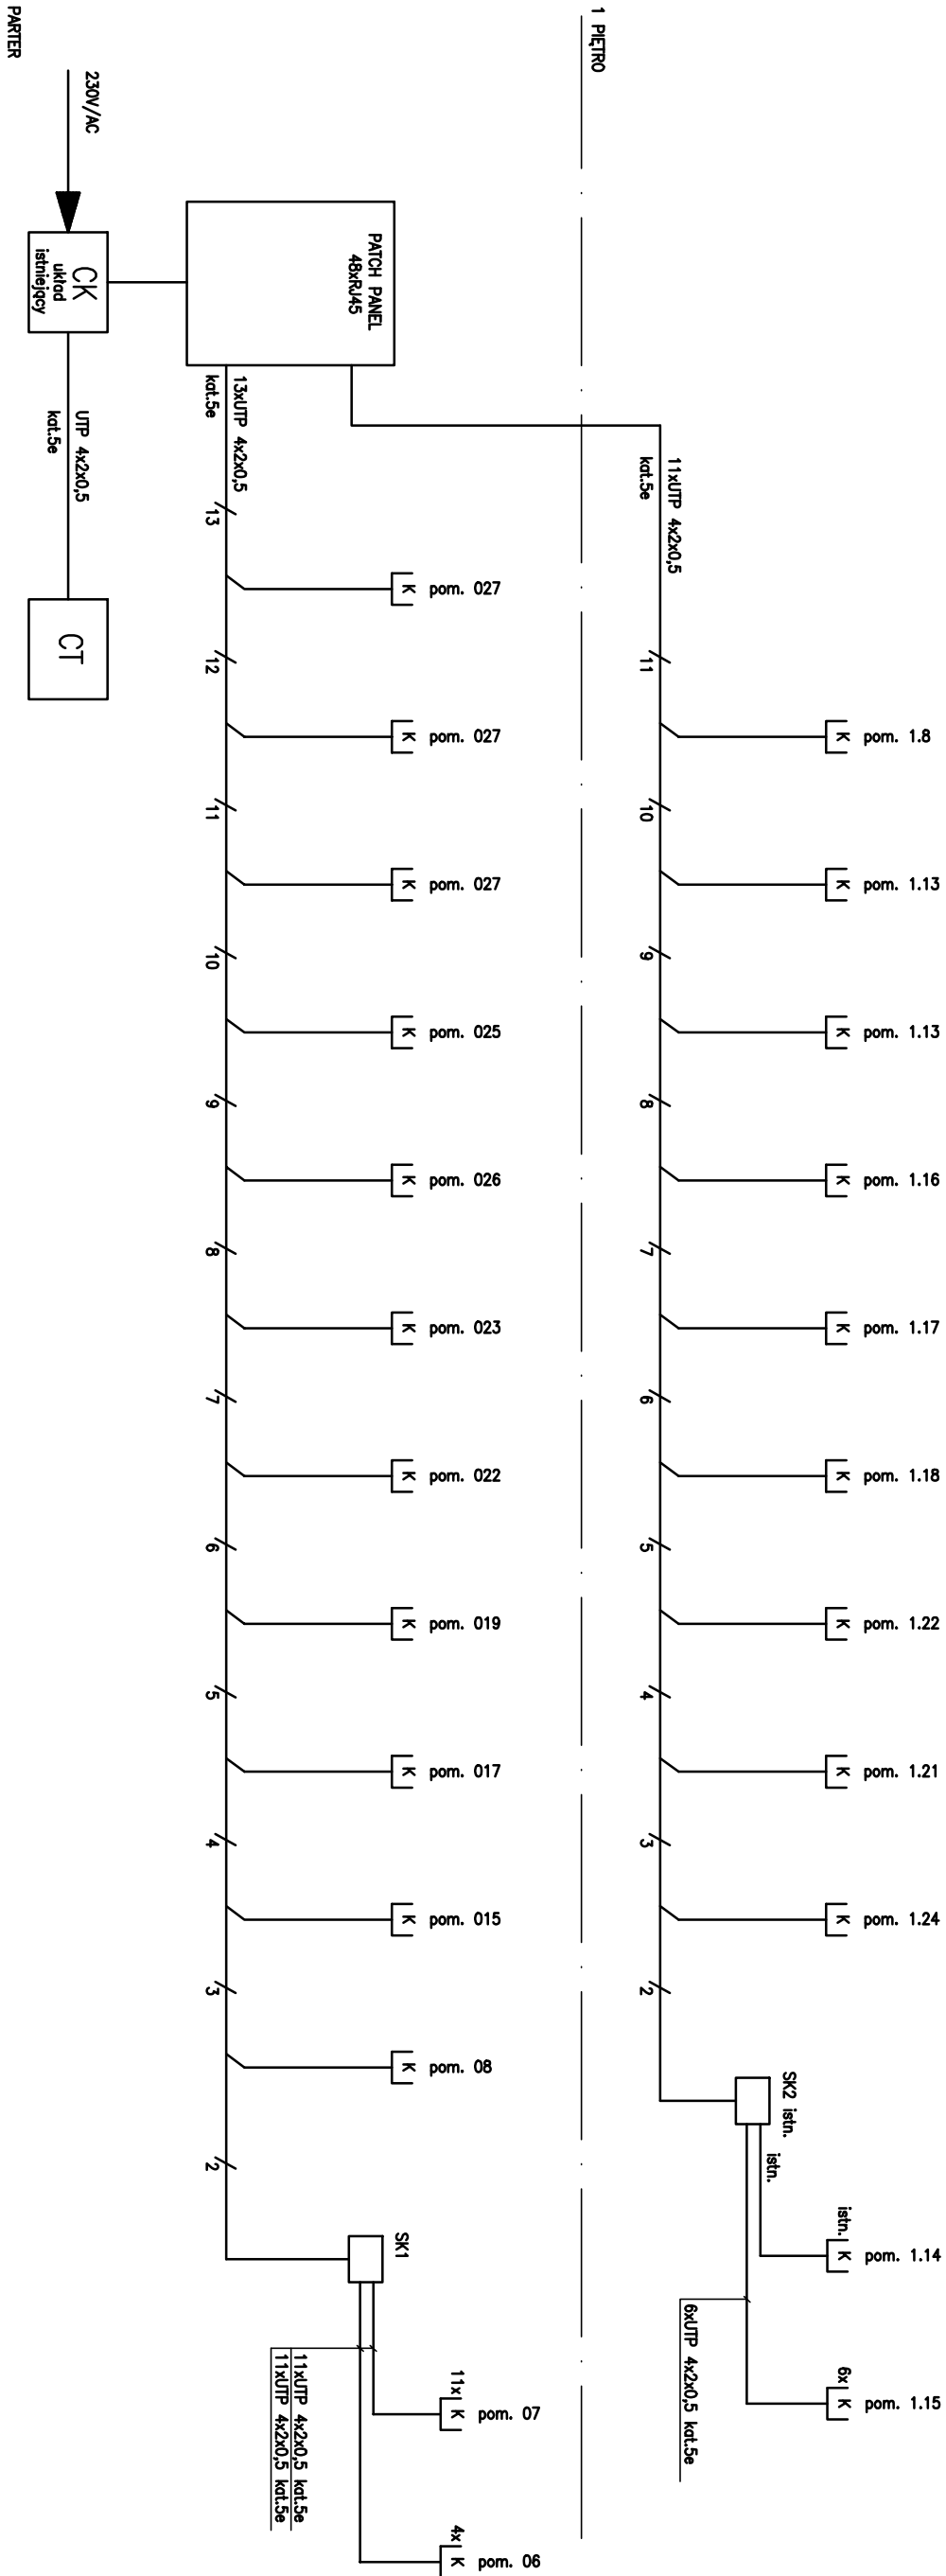 1 PIĘTRO
11xUTP 4x2x0,5
kat.5e
11
pom. 1.8
K
10
pom. 1.13
K
9
pom. 1.13
K
8
pom. 1.16
K
7
pom. 1.17
K
6
pom. 1.18
K
5
pom. 1.22
K
4
pom. 1.21
K
3
pom. 1.24
K
2
SK2 istn.
istn.
istn.
K
pom. 1.14
6x
K
pom. 1.15
6xUTP 4x2x0,5 kat.5e
PATCH PANEL
48xRJ45
13xUTP 4x2x0,5
kat.5e
13
pom. 027
K
12
pom. 027
K
11
pom. 027
K
10
pom. 025
K
9
pom. 026
K
8
pom. 023
K
7
pom. 022
K
6
pom. 019
K
5
pom. 017
K
4
pom. 015
K
3
pom. 08
K
2
SK1
11x
K
pom. 07
4x
K
pom. 06
11xUTP 4x2x0,5 kat.5e
11xUTP 4x2x0,5 kat.5e
230V/AC
CK
układ
istniejący
UTP 4x2x0,5
kat.5e
CT
PARTER